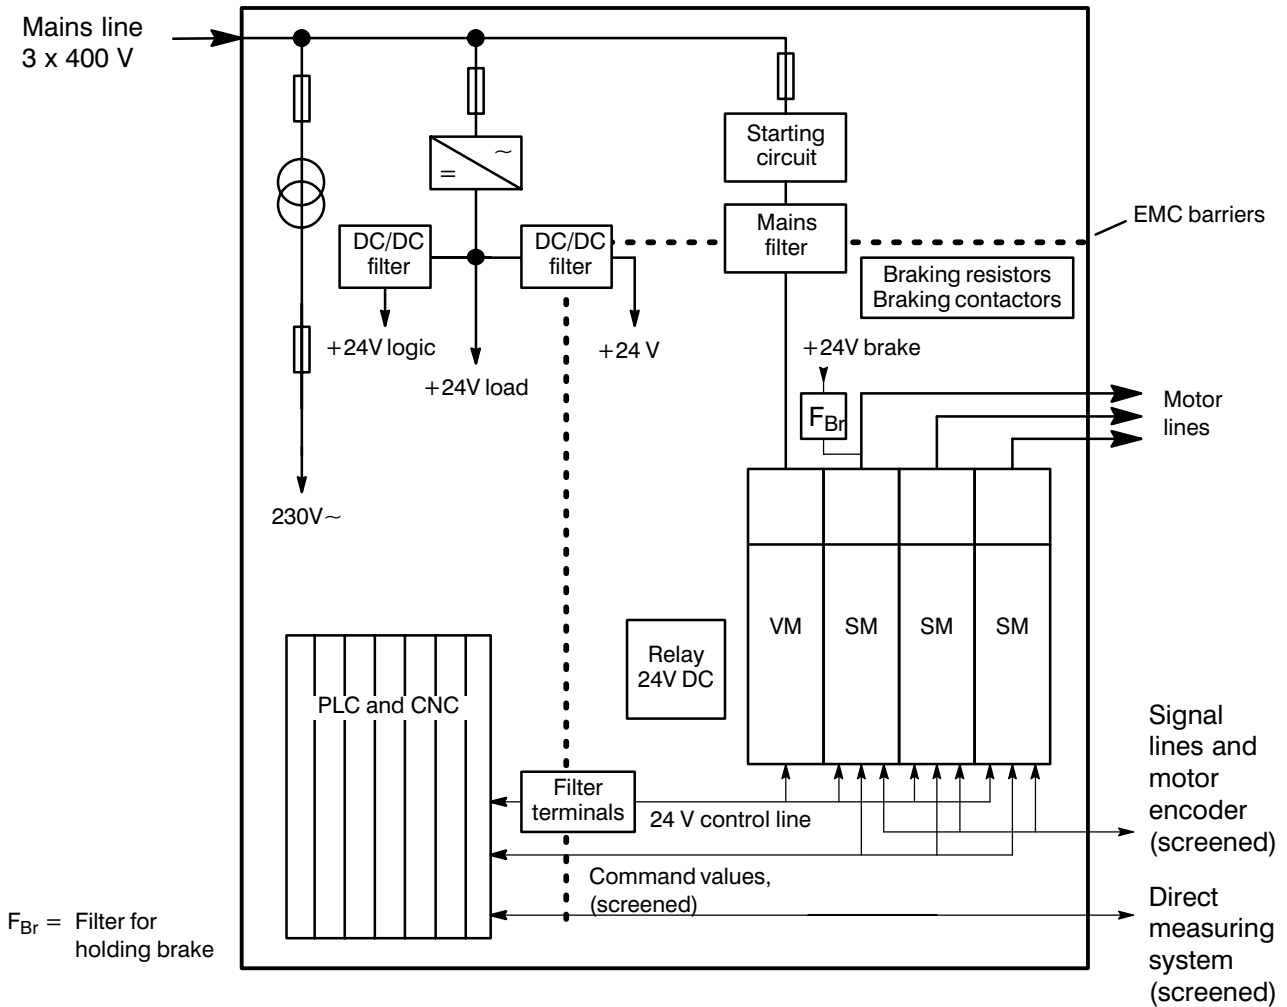 Mains line
3 x 400 V
Starting
circuit
~
=
Mains
filter
EMC barriers
DC/DC
filter
DC/DC
filter
Braking resistors
Braking contactors
+24V logic
+24 V
+24V brake
+24V load
FBr
Motor
lines
230V~
VM
SM
SM
SM
Relay
24V DC
PLC and CNC
Signal
lines and
motor
encoder
(screened)
Filter
terminals
24 V control line
Command values,
(screened)
Direct
measuring
system
(screened)
FBr = Filter for
holding brake